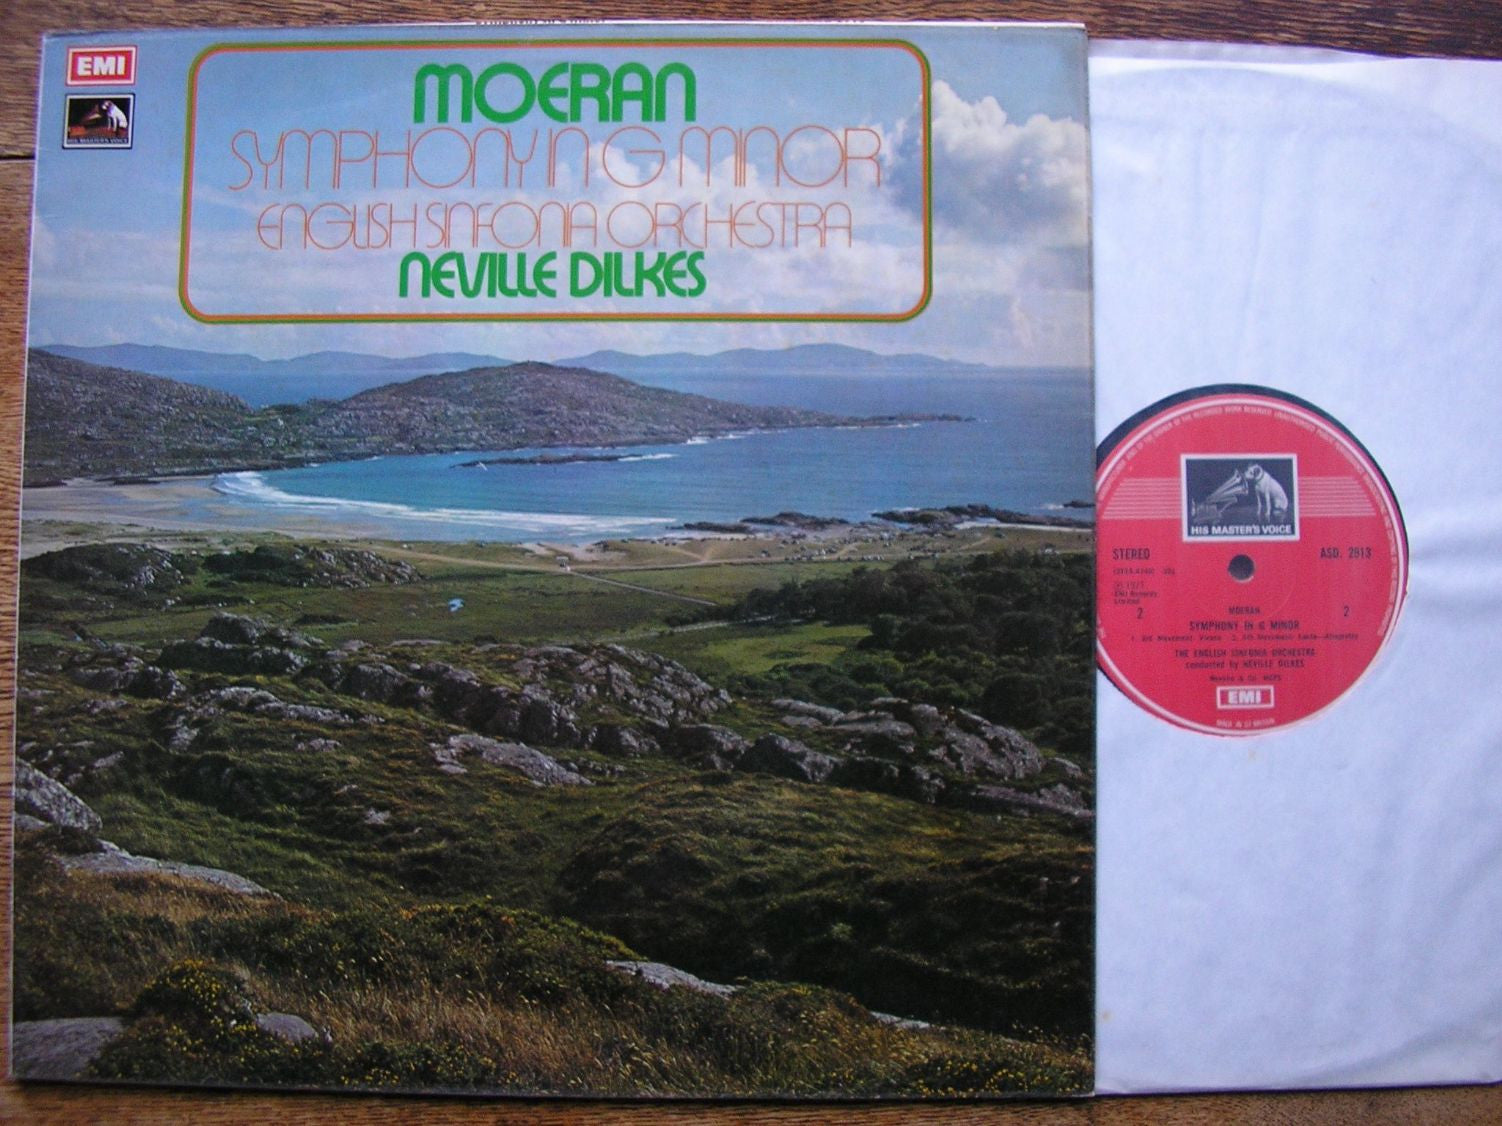 EMI
HIS MASTER'S VOICE
MOERAN
SYMPHONY IN G MINOR
ENGLISH SINFONIA ORCHESTRA
NEVILLE DILKES
HIS MASTER'S VOICE
STEREO
ASD. 2913
2
2
MOERAN
SYMPHONY IN G MINOR
THE ENGLISH SINFONIA ORCHESTRA
conducted by NEVILLE DILKES
EMI